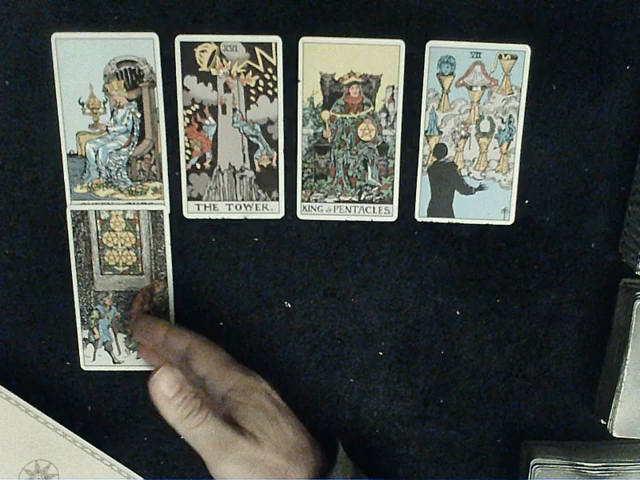 XVI
THE TOWER.
KING of PENTACLES.
VII